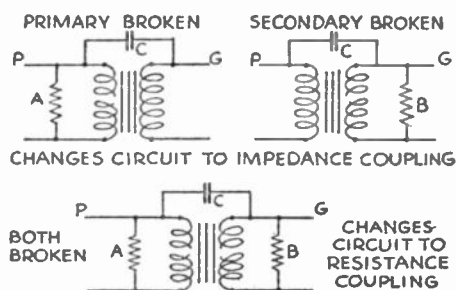 PRIMARY BROKEN
SECONDARY BROKEN
C
C
P
G
P
G
A
B
CHANGES CIRCUIT TO IMPEDANCE COUPLING
P
C
G
BOTH
BROKEN
A
B
CHANGES
CIRCUIT TO
RESISTANCE
COUPLING